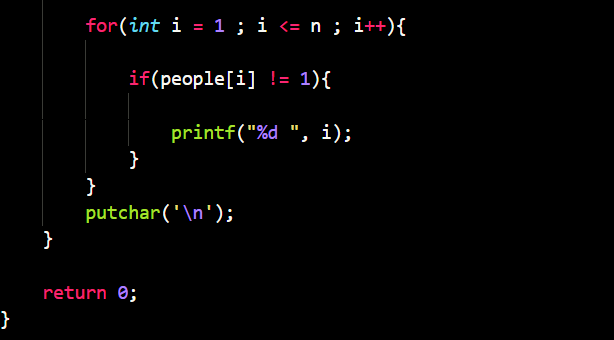 for(int i = 1 ; i <= n ; i++){
if(people[i] != 1){
printf("%d ", i);
}
}
putchar('\n');
}
return 0;
}